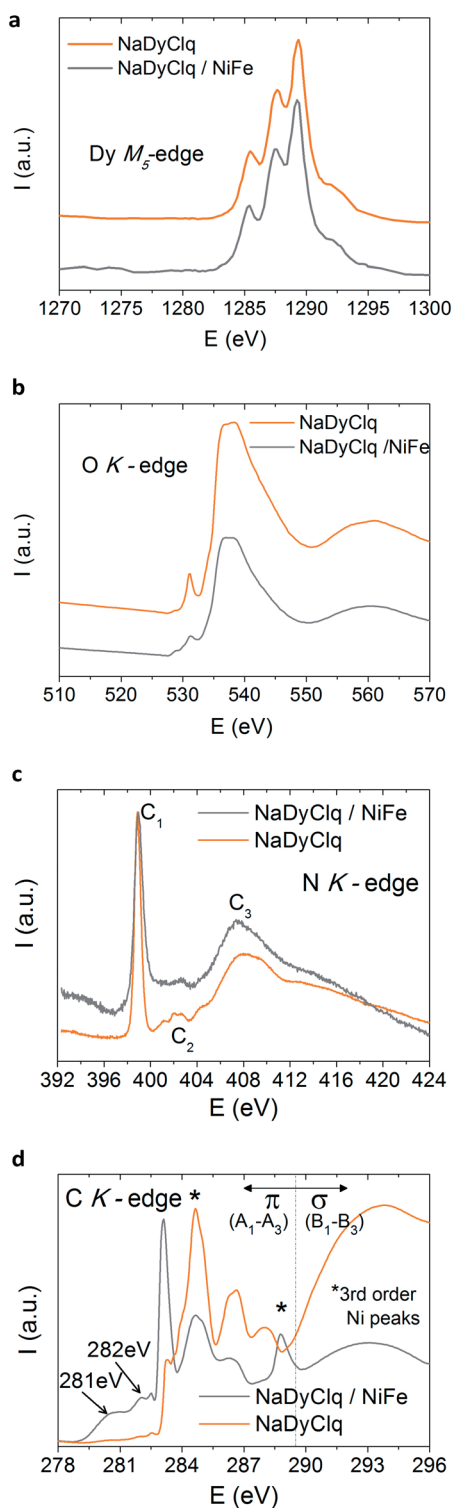 a
NaDyClq
NaDyClq / NiFe
Dy M5-edge
I (a.u.)
1270 1275 1280 1285 1290 1295 1300
E (eV)
b
NaDyClq
NaDyClq /NiFe
O K - edge
I (a.u.)
510 520 530 540 550 560 570
E (eV)
c
C1
NaDyClq / NiFe
NaDyClq
N K - edge
C3
C2
I (a.u.)
392 396 400 404 408 412 416 420 424
E (eV)
d
C K - edge *
π σ
(A1-A3) (B1-B3)
*
*3rd order
Ni peaks
282eV
281eV
NaDyClq / NiFe
NaDyClq
I (a.u.)
278 281 284 287 290 293 296
E (eV)